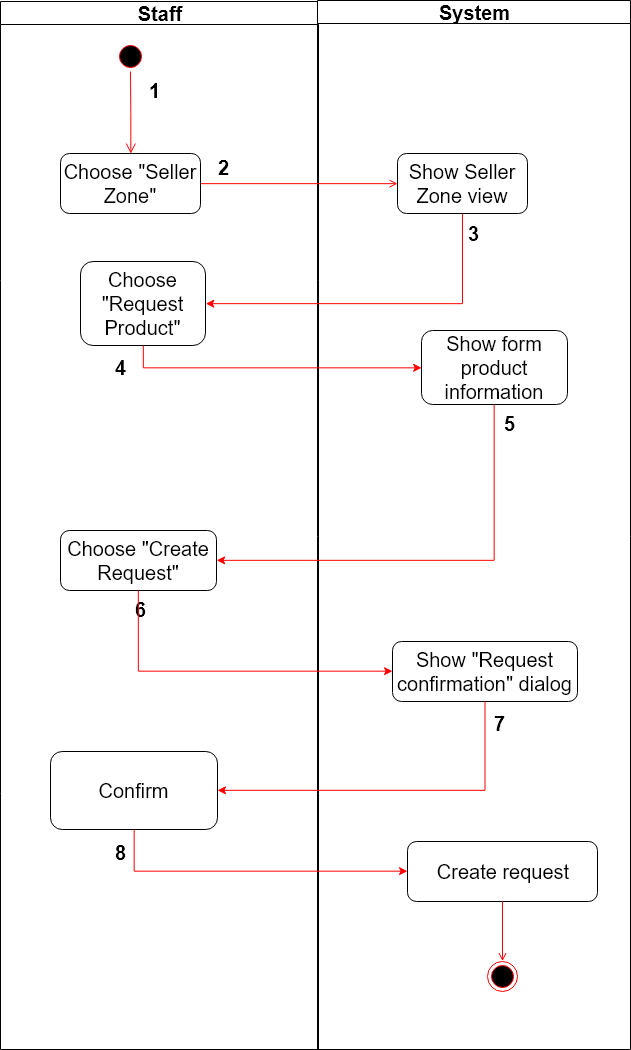 Staff
System
1
Choose "Seller
Zone"
2
Show Seller
Zone view
3
Choose
"Request
Product"
4
Show form
product
information
5
Choose "Create
Request"
6
Show "Request
confirmation" dialog
7
Confirm
8
Create request